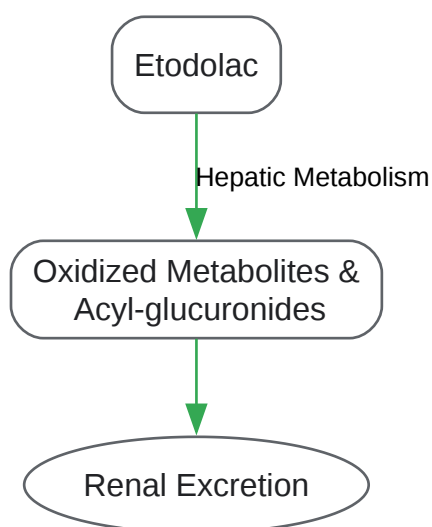 Etodolac
Hepatic Metabolism
Oxidized Metabolites &
Acyl-glucuronides
Renal Excretion